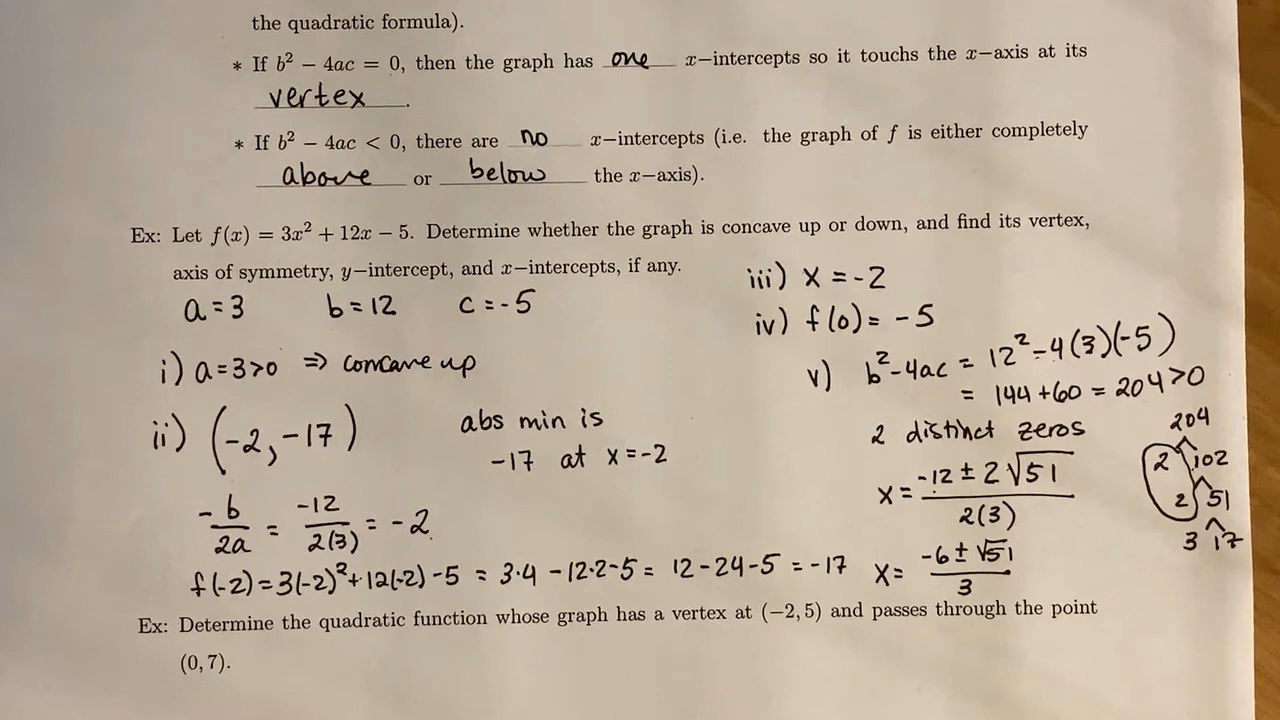 the quadratic formula).
* If b² − 4ac = 0, then the graph has one x−intercepts so it touchs the x−axis at its
vertex.
* If b² − 4ac < 0, there are no x−intercepts (i.e. the graph of f is either completely
above or below the x−axis).
Ex: Let f(x) = 3x² + 12x − 5. Determine whether the graph is concave up or down, and find its vertex,
axis of symmetry, y−intercept, and x−intercepts, if any.
a = 3 b = 12 c = -5
i) a = 3 > 0 ⇒ concave up
ii) (-2, -17) abs min is
-17 at x = -2
-b/2a = -12/2(3) = -2
f(-2) = 3(-2)² + 12(-2) - 5 = 3·4 - 12·2 - 5 = 12 - 24 - 5 = -17
iii) x = -2
iv) f(0) = -5
v) b² - 4ac = 12² - 4(3)(-5)
= 144 + 60 = 204 > 0
2 distinct zeros
x = -12 ± 2√51 / 2(3)
x = -6 ± √51 / 3
204
2 102
2 51
3 17
Ex: Determine the quadratic function whose graph has a vertex at (−2, 5) and passes through the point
(0, 7).